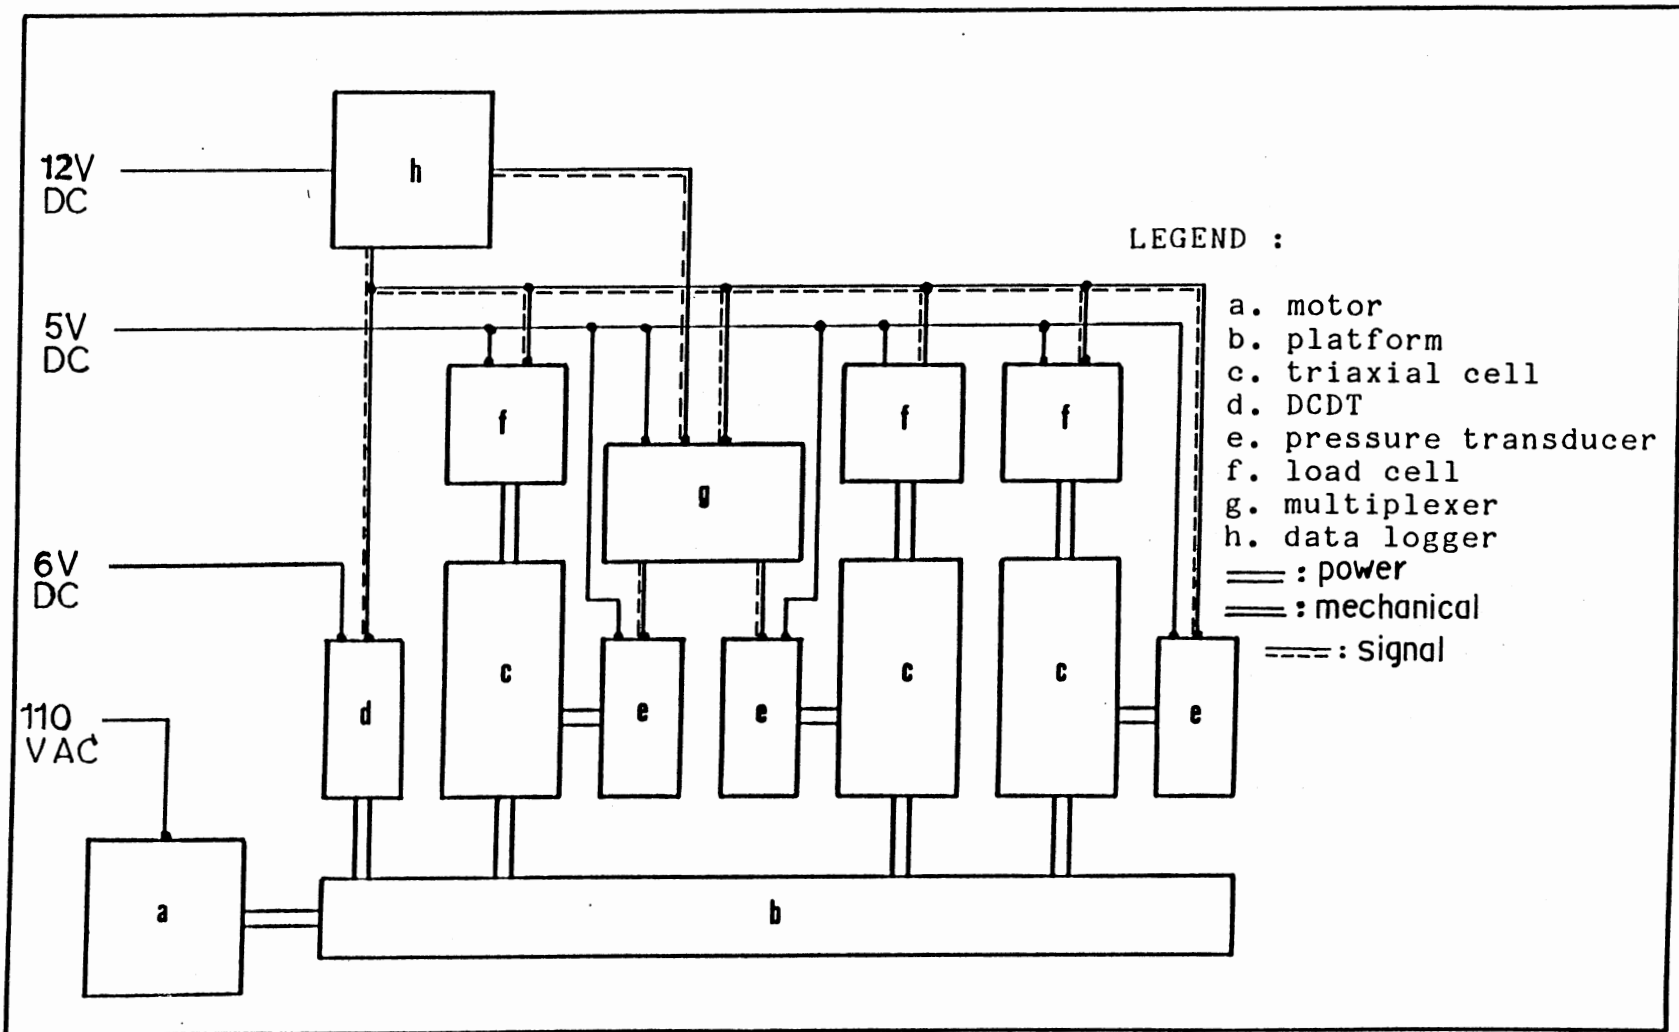 12V
DC
h
LEGEND :
5V
DC
a. motor
b. platform
c. triaxial cell
d. DCDT
e. pressure transducer
f. load cell
g. multiplexer
h. data logger
: power
: mechanical
: signal
f
f
f
g
6V
DC
d
c
e
e
c
c
e
110
VAC
a
b